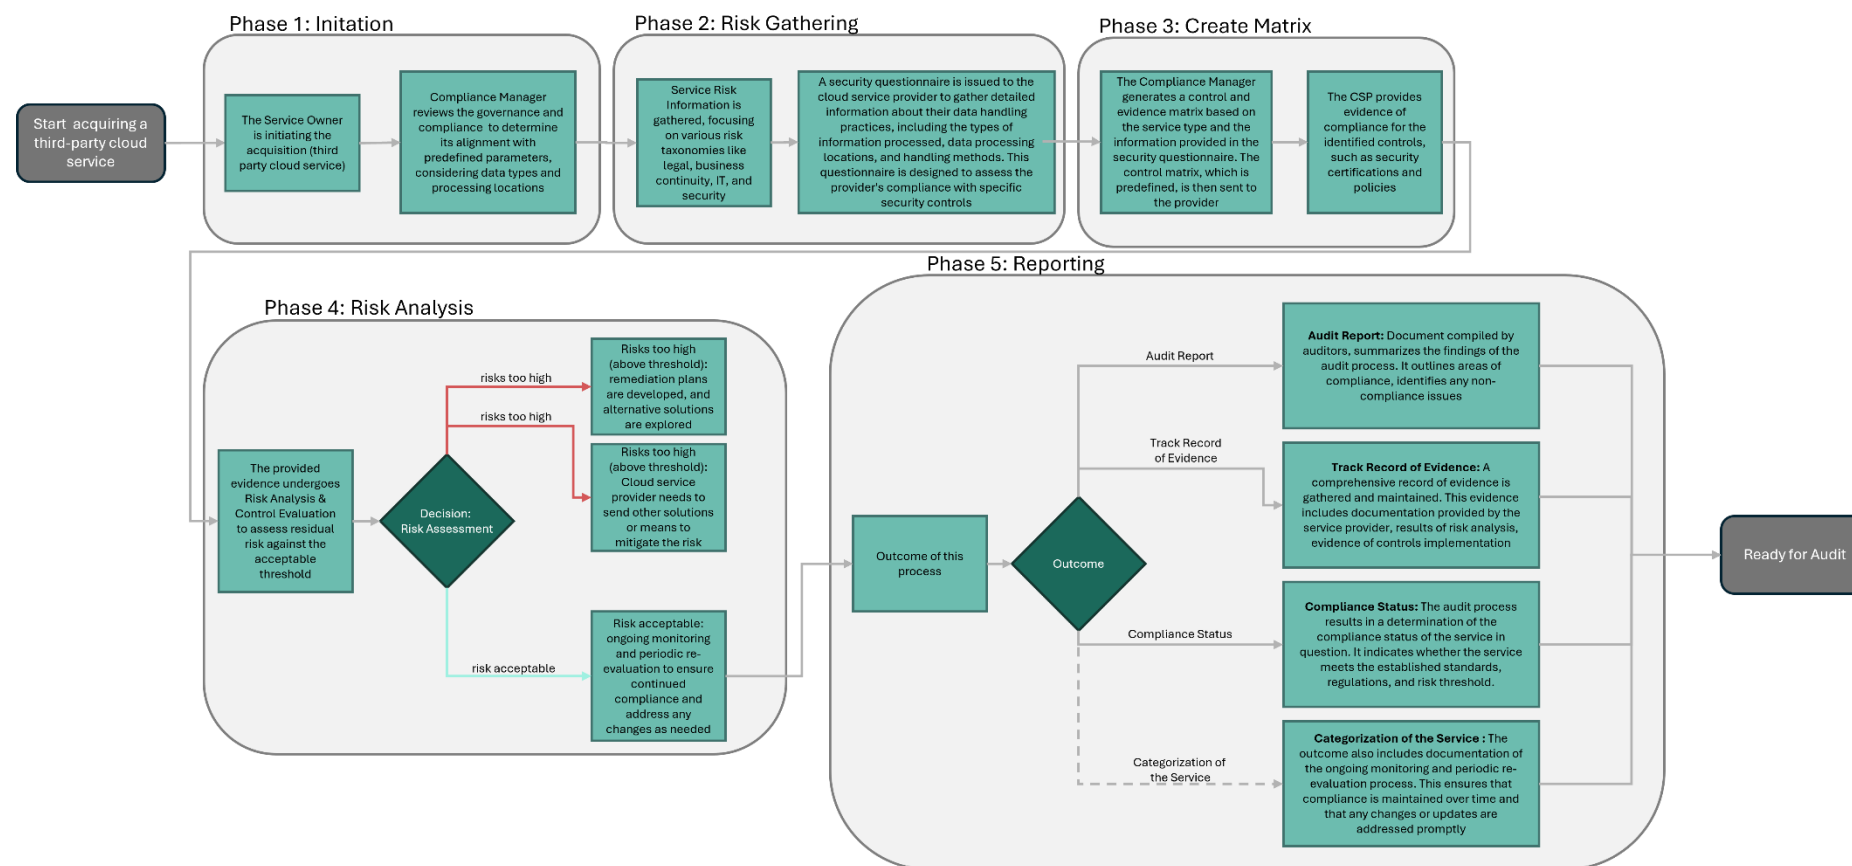 Phase 1: Initation
Phase 2: Risk Gathering
Phase 3: Create Matrix
Start acquiring a
third-party cloud
service
The Service Owner
is initiating the
acquisition (third
party cloud service)
Compliance Manager
reviews the governance and
compliance to determine
its alignment with
predefined parameters,
considering data types and
processing locations
Service Risk
Information is
gathered, focusing
on various risk
taxonomies like
legal, business
continuity, IT, and
security
A security questionnaire is issued to the
cloud service provider to gather detailed
information about their data handling
practices, including the types of
information processed, data processing
locations, and handling methods. This
questionnaire is designed to assess the
provider's compliance with specific
security controls
The Compliance Manager
generates a control and
evidence matrix based on
the service type and the
information provided in the
security questionnaire. The
control matrix, which is
predefined, is then sent to
the provider
The CSP provides
evidence of
compliance for the
identified controls,
such as security
certifications and
policies
Phase 4: Risk Analysis
The provided
evidence undergoes
Risk Analysis &
Control Evaluation
to assess residual
risk against the
acceptable
threshold
Decision:
Risk Assessment
risks too high
risks too high
risk acceptable
Risks too high
(above threshold):
remediation plans
are developed, and
alternative solutions
are explored
Risks too high
(above threshold):
Cloud service
provider needs to
send other solutions
or means to
mitigate the risk
Risk acceptable:
ongoing monitoring
and periodic re-
evaluation to ensure
continued
compliance and
address any
changes as needed
Phase 5: Reporting
Outcome of this
process
Outcome
Audit Report
Track Record
of Evidence
Compliance Status
Categorization of
the Service
Audit Report: Document compiled by
auditors, summarizes the findings of the
audit process. It outlines areas of
compliance, identifies any non-
compliance issues
Track Record of Evidence: A
comprehensive record of evidence is
gathered and maintained. This evidence
includes documentation provided by the
service provider, results of risk analysis,
evidence of controls implementation
Compliance Status: The audit process
results in a determination of the
compliance status of the service in
question. It indicates whether the service
meets the established standards,
regulations, and risk threshold.
Categorization of the Service : The
outcome also includes documentation of
the ongoing monitoring and periodic re-
evaluation process. This ensures that
compliance is maintained over time and
that any changes or updates are
addressed promptly
Ready for Audit